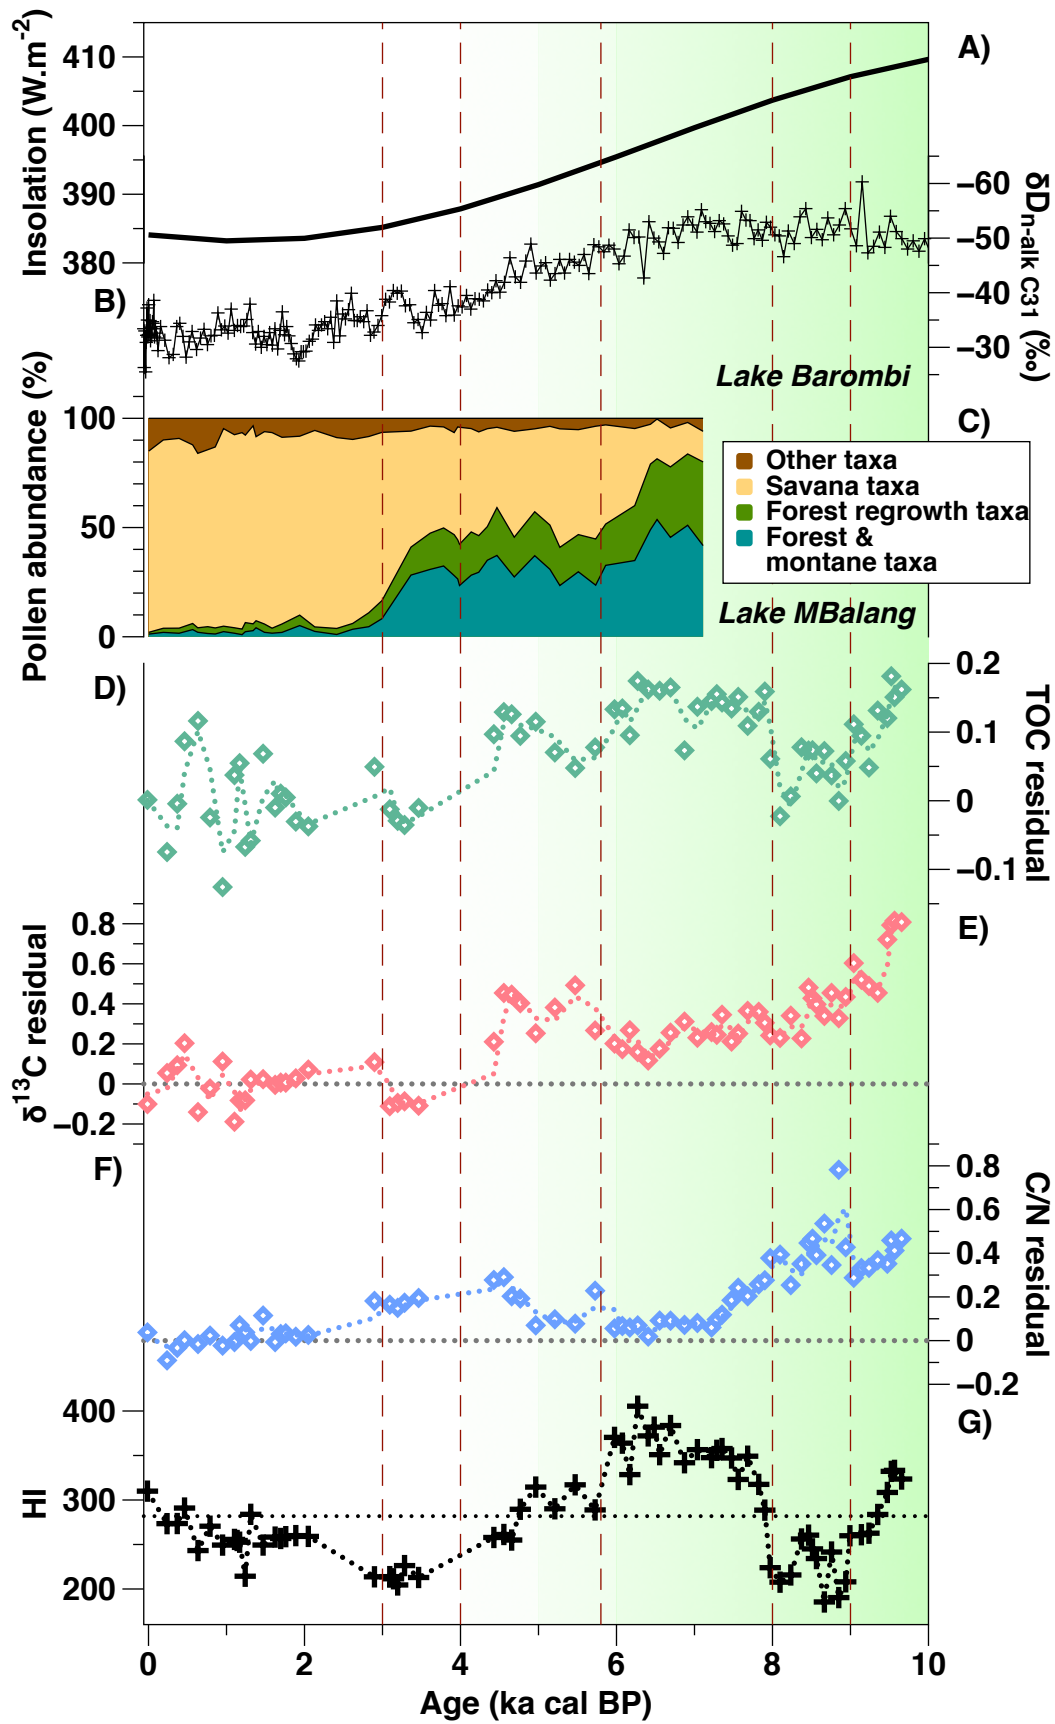 Insolation (W.m-2)
410
400
390
380
A)
−60
−50
−40
−30
δDn-alk C31 (‰)
B)
Lake Barombi
Pollen abundance (%)
100
50
0
C)
Other taxa
Savana taxa
Forest regrowth taxa
Forest &
montane taxa
Lake MBalang
D)
0.2
0.1
0
−0.1
TOC residual
δ13C residual
0.8
0.6
0.4
0.2
0
−0.2
E)
F)
0.8
0.6
0.4
0.2
0
−0.2
C/N residual
HI
400
300
200
G)
0 2 4 6 8 10
Age (ka cal BP)